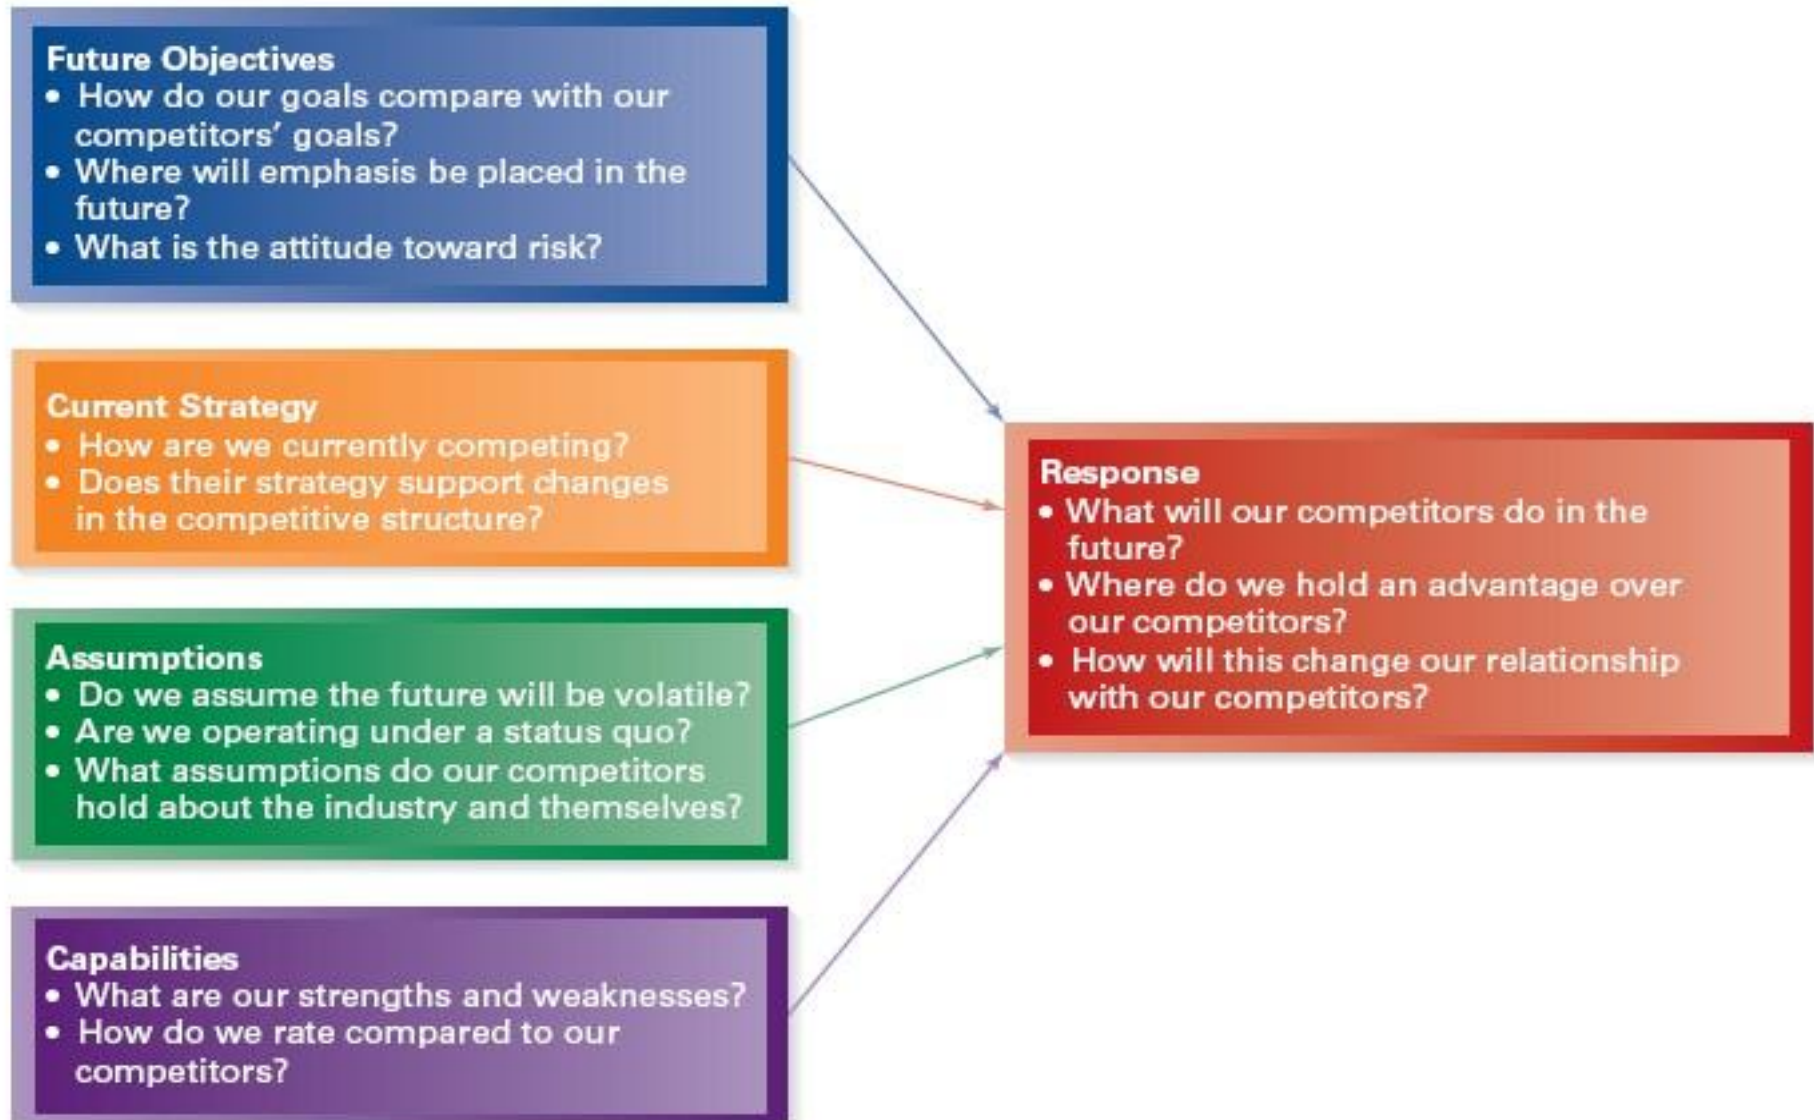 Future Objectives
• How do our goals compare with our
competitors’ goals?
• Where will emphasis be placed in the
future?
• What is the attitude toward risk?
Current Strategy
• How are we currently competing?
• Does their strategy support changes
in the competitive structure?
Assumptions
• Do we assume the future will be volatile?
• Are we operating under a status quo?
• What assumptions do our competitors
hold about the industry and themselves?
Capabilities
• What are our strengths and weaknesses?
• How do we rate compared to our
competitors?
Response
• What will our competitors do in the
future?
• Where do we hold an advantage over
our competitors?
• How will this change our relationship
with our competitors?